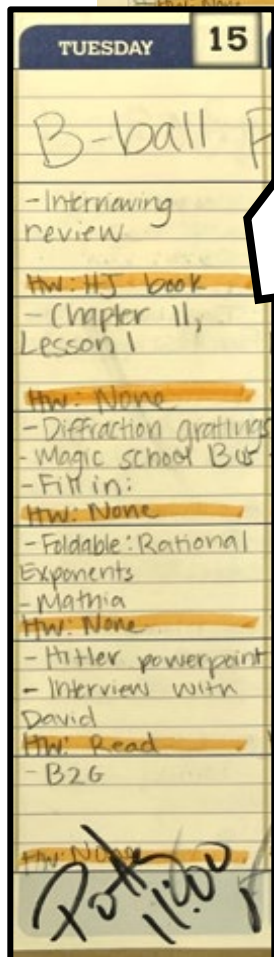 TUESDAY 15
B-ball
- Interviewing
review
HW: HJ book
- Chapter 11,
Lesson 1
HW: None
- Diffraction gratings
- Magic School Bus
- Fill in:
HW: None
- Foldable: Rational
Exponents
- Mathia
HW: None
- Hitler powerpoint
- Interview with
David
HW: Read
- B2G
HW: None
11:00